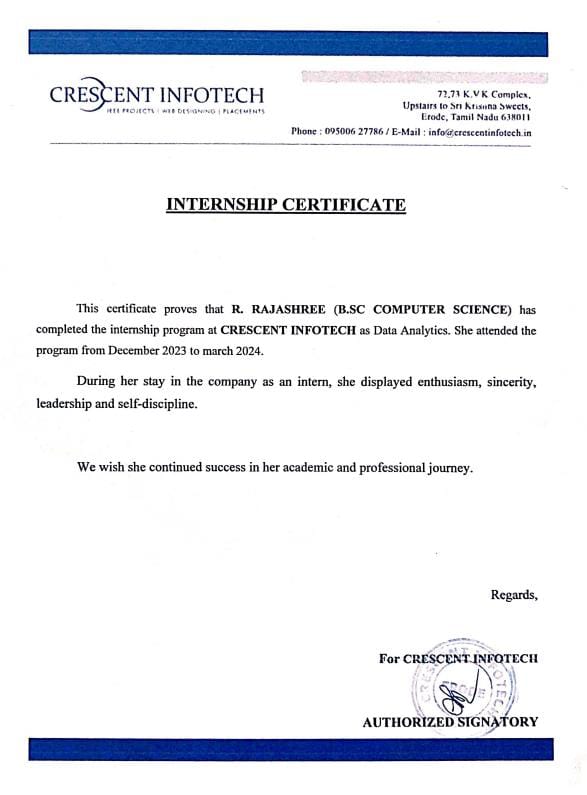 CRESCENT INFOTECH
IEEE PROJECTS | WEB DESIGNING | PLACEMENTS
72,73 K.V K Complex,
Upstairs to Sri Krishna Sweets,
Erode, Tamil Nadu 638011
Phone : 095006 27786 / E-Mail : info@crescentinfotech.in
INTERNSHIP CERTIFICATE
This certificate proves that R. RAJASHREE (B.SC COMPUTER SCIENCE) has
completed the internship program at CRESCENT INFOTECH as Data Analytics. She attended the
program from December 2023 to march 2024.
During her stay in the company as an intern, she displayed enthusiasm, sincerity,
leadership and self-discipline.
We wish she continued success in her academic and professional journey.
Regards,
For CRESCENT INFOTECH
CRESCENT INFOTECH
AUTHORIZED SIGNATORY